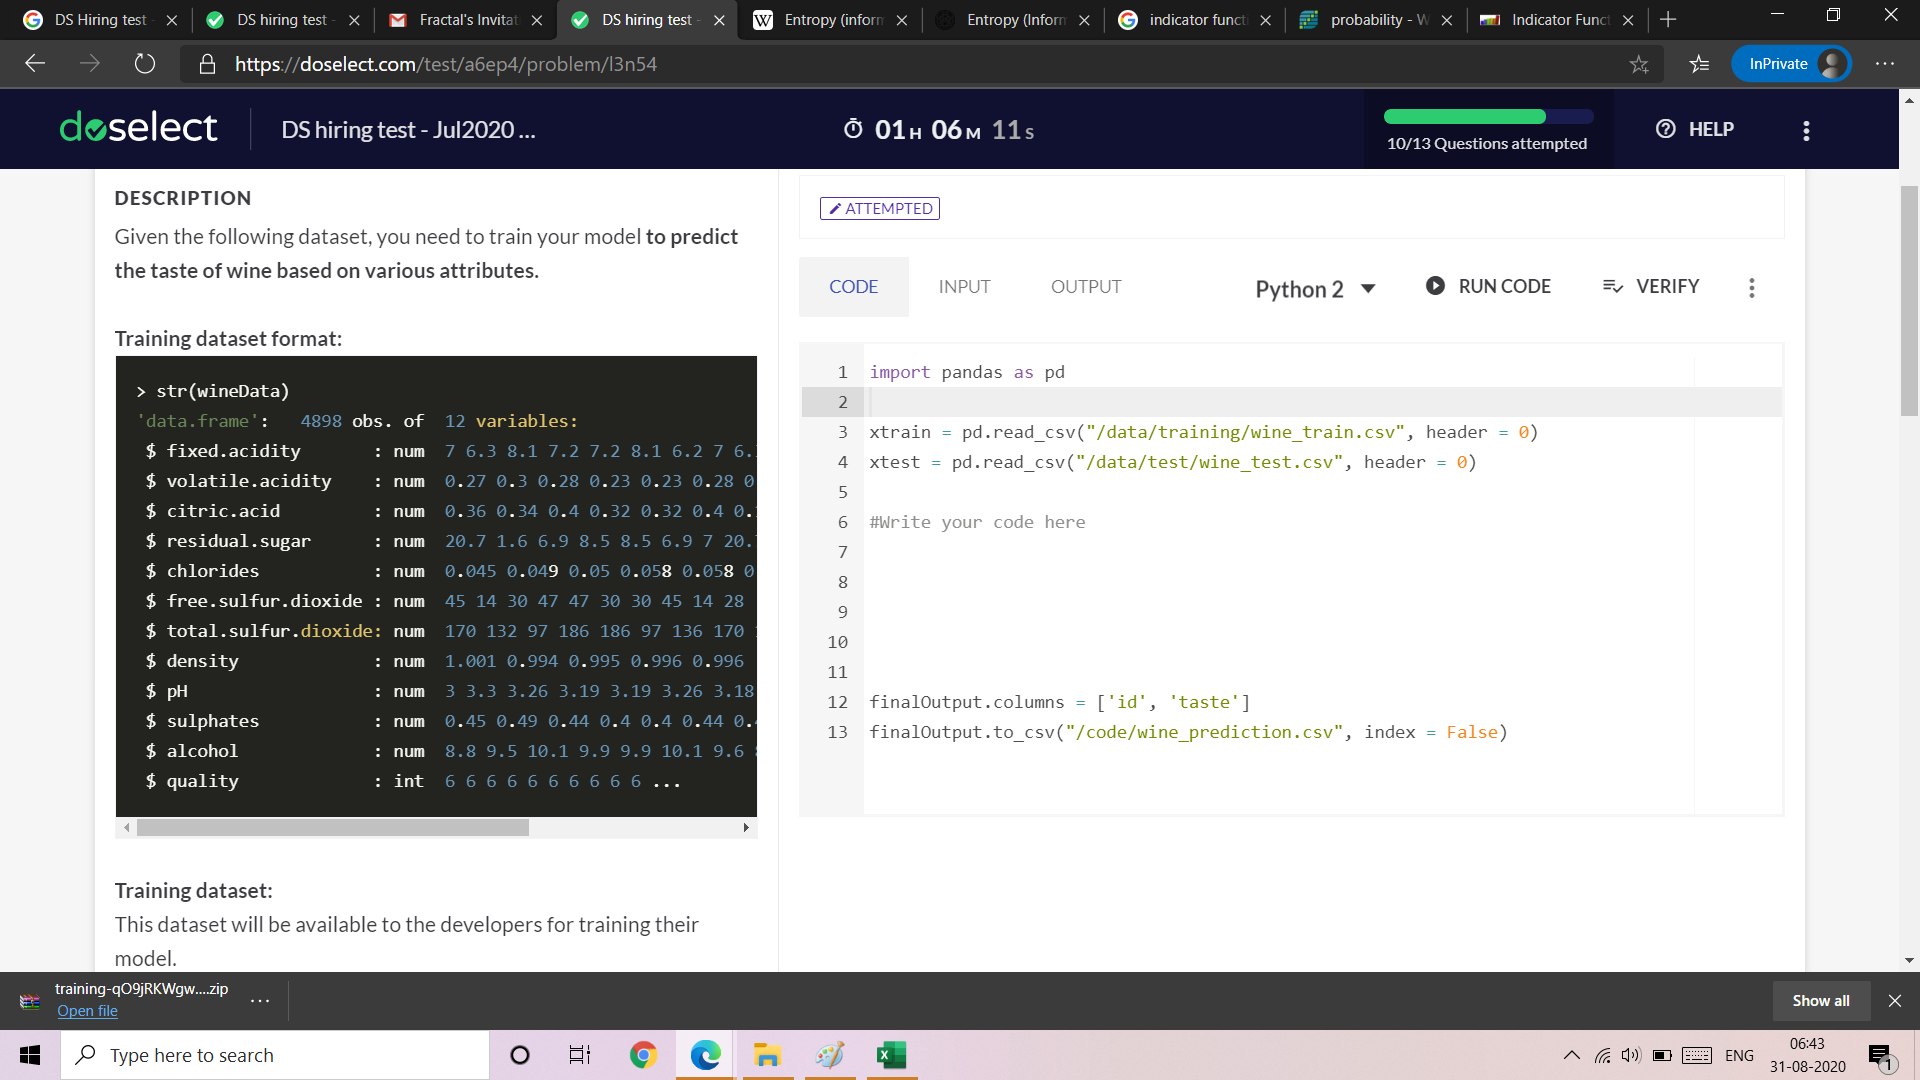 DS Hiring Test
DS hiring test -
Fractal's Invita
DS hiring test -
Entropy (inform
Entropy (Inform
indicator functi
probability - W
Indicator Funct
https://doselect.com/test/a6ep4/problem/l3n54
InPrivate
doselect
DS hiring test - Jul2020 ...
01H 06M 11S
10/13 Questions attempted
HELP
DESCRIPTION
Given the following dataset, you need to train your model to predict
the taste of wine based on various attributes.
Training dataset format:
> str(wineData)
'data.frame': 4898 obs. of 12 variables:
$ fixed.acidity : num 7 6.3 8.1 7.2 7.2 8.1 6.2 7 6.
$ volatile.acidity : num 0.27 0.3 0.28 0.23 0.23 0.28 0
$ citric.acid : num 0.36 0.34 0.4 0.32 0.32 0.4 0.
$ residual.sugar : num 20.7 1.6 6.9 8.5 8.5 6.9 7 20.
$ chlorides : num 0.045 0.049 0.05 0.058 0.058 0
$ free.sulfur.dioxide : num 45 14 30 47 47 30 30 45 14 28
$ total.sulfur.dioxide: num 170 132 97 186 186 97 136 170
$ density : num 1.001 0.994 0.995 0.996 0.996
$ pH : num 3 3.3 3.26 3.19 3.19 3.26 3.18
$ sulphates : num 0.45 0.49 0.44 0.4 0.4 0.44 0.
$ alcohol : num 8.8 9.5 10.1 9.9 9.9 10.1 9.6
$ quality : int 6 6 6 6 6 6 6 6 6 6 ...
Training dataset:
This dataset will be available to the developers for training their
model.
ATTEMPTED
CODE
INPUT
OUTPUT
Python 2
RUN CODE
VERIFY
1 import pandas as pd
2
3 xtrain = pd.read_csv("/data/training/wine_train.csv", header = 0)
4 xtest = pd.read_csv("/data/test/wine_test.csv", header = 0)
5
6 #Write your code here
7
8
9
10
11
12 finalOutput.columns = ['id', 'taste']
13 finalOutput.to_csv("/code/wine_prediction.csv", index = False)
training-qO9jRKWgw....zip
Open file
Show all
Type here to search
ENG
06:43
31-08-2020
1